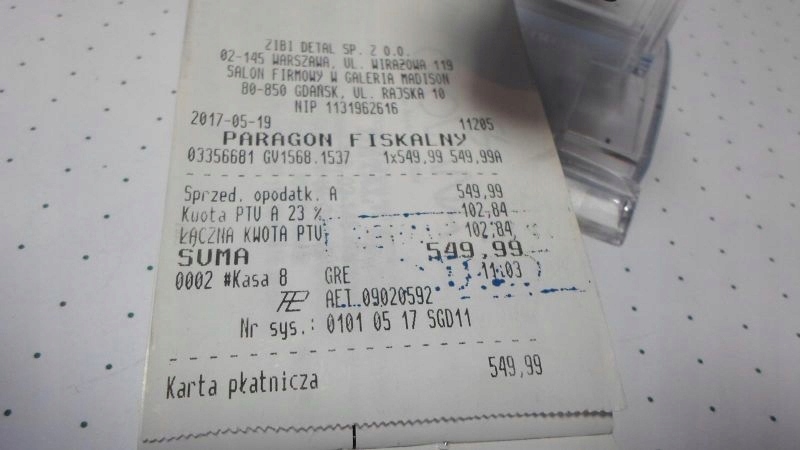 ZIBI DETAL SP. Z O.O.
02-145 WARSZAWA, UL. WIRAŻOWA 119
SALON FIRMOWY W GALERIA MADISON
80-850 GDAŃSK, UL. RAJSKA 10
NIP 1131962616
2017-05-19 11205
PARAGON FISKALNY
03356681 GV1568.1537 1x549,99 549,99A
Sprzed. opodatk. A 549,99
Kwota PTU A 23 % 102,84
ŁĄCZNA KWOTA PTU 102,84
SUMA 549,99
0002 #Kasa 8 GRE 11:03
AEI 09020592
Nr sys.: 0101 05 17 SGD11
Karta płatnicza 549,99